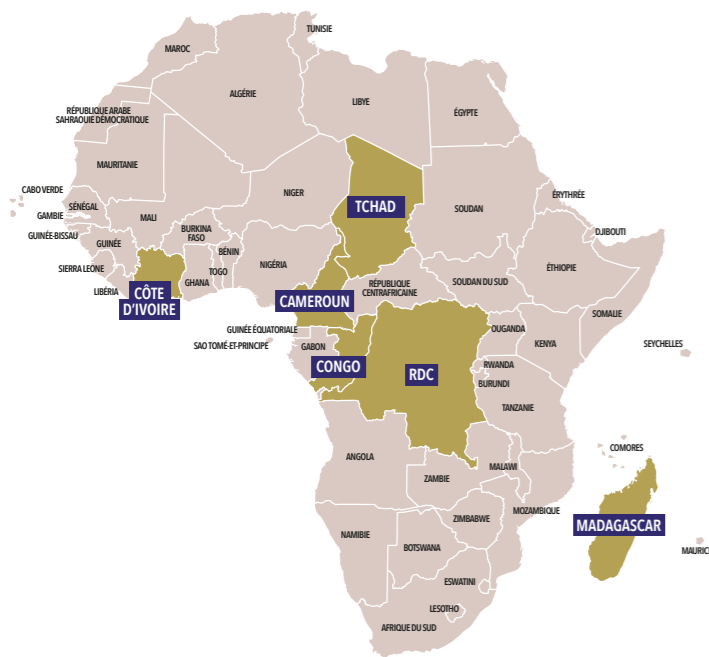 TUNISIE
MAROC
ALGÉRIE
LIBYE
ÉGYPTE
RÉPUBLIQUE ARABE
SAHRAOUIE DÉMOCRATIQUE
MAURITANIE
CABO VERDE
SÉNÉGAL
GAMBIE
MALI
NIGER
TCHAD
SOUDAN
ÉRYTHRÉE
DJIBOUTI
GUINÉE-BISSAU
GUINÉE
BURKINA
FASO
BÉNIN
NIGÉRIA
SIERRA LEONE
LIBÉRIA
CÔTE
D'IVOIRE
GHANA
TOGO
CAMEROUN
RÉPUBLIQUE
CENTRAFRICAINE
SOUDAN DU SUD
ÉTHIOPIE
SOMALIE
GUINÉE ÉQUATORIALE
SAO TOMÉ-ET-PRINCIPE
GABON
CONGO
RDC
OUGANDA
KENYA
RWANDA
BURUNDI
TANZANIE
SEYCHELLES
COMORES
ANGOLA
ZAMBIE
MALAWI
MOZAMBIQUE
MADAGASCAR
MAURIC
NAMIBIE
ZIMBABWE
BOTSWANA
ESWATINI
LESOTHO
AFRIQUE DU SUD